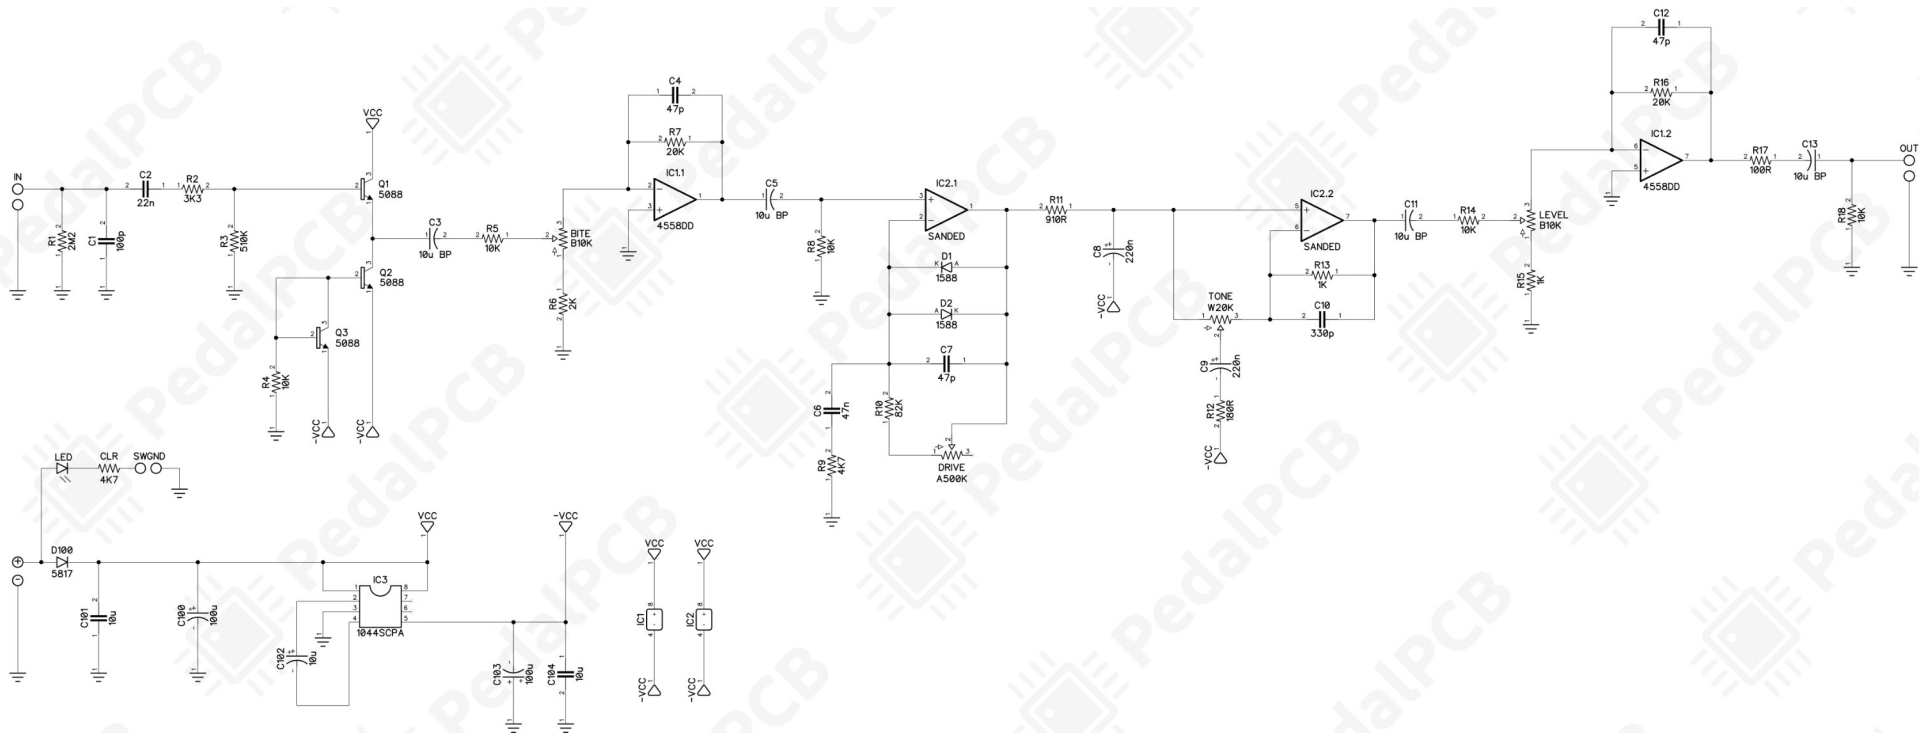 IN
R1
2M2
C1
100p
C2
22n
R2
3K3
R3
510K
VCC
Q1
5088
Q2
5088
Q3
5088
R4
10K
-VCC
-VCC
C3
10u BP
R5
10K
BITE
B10K
R6
2K
C4
47p
R7
20K
IC1.1
4558DD
C5
10u BP
R8
10K
IC2.1
SANDED
D1
1588
D2
1588
C7
47p
C6
47n
R9
4K7
R10
82K
DRIVE
A500K
R11
910R
C8
220n
-VCC
TONE
W20K
C9
220n
R12
180R
-VCC
IC2.2
SANDED
R13
1K
C10
330p
C11
10u BP
R14
10K
LEVEL
B10K
R15
1K
C12
47p
R16
20K
IC1.2
4558DD
R17
100R
C13
10u BP
R18
10K
OUT
LED
CLR
4K7
SWGND
D100
5817
C101
10u
C100
100u
C102
10u
IC3
1044SCPA
VCC
-VCC
C103
100u
C104
10u
VCC
IC1
-VCC
VCC
IC2
-VCC
PedalPCB